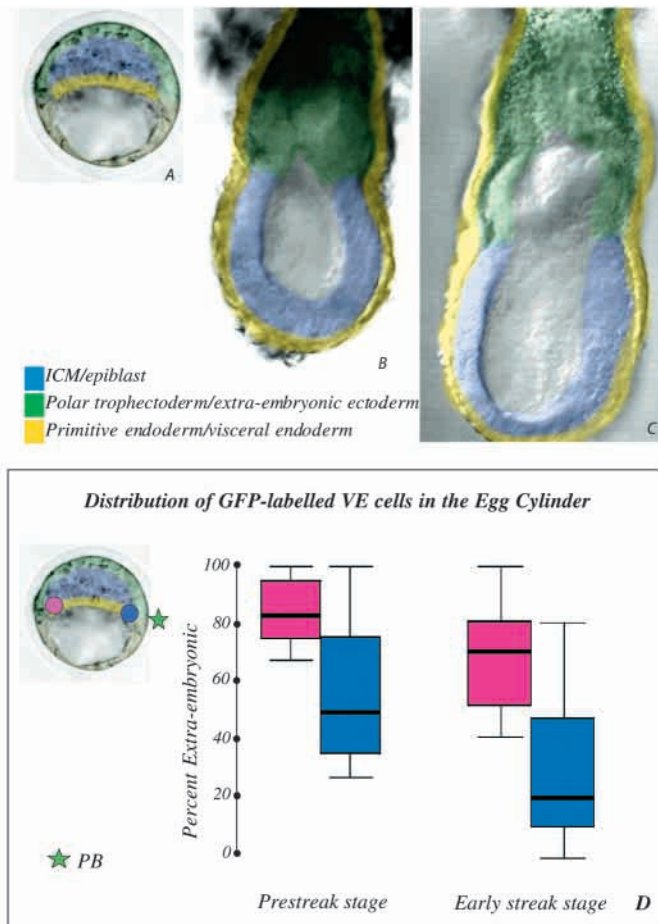 A
B
C
ICM/epiblast
Polar trophectoderm/extra-embryonic ectoderm
Primitive endoderm/visceral endoderm
Distribution of GFP-labelled VE cells in the Egg Cylinder
PB
Percent Extra-embryonic
100
80
60
40
20
0
PB
Prestreak stage
Early streak stage
D